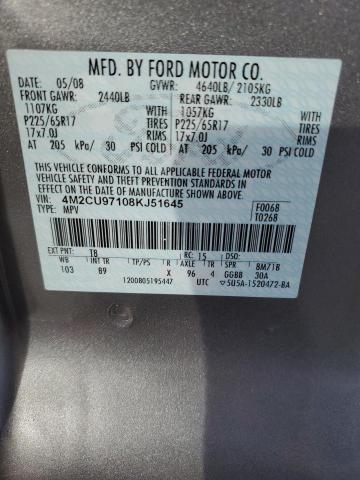 MFD. BY FORD MOTOR CO.
DATE: 05/08 GVWR: 4640LB/ 2105KG
FRONT GAWR: 2440LB REAR GAWR: 2330LB
1107KG 1057KG
P225/65R17 TIRES P225/65R17 TIRES
17x7.0J RIMS 17x7.0J RIMS
AT 205 kPa/ 30 PSI COLD AT 205 kPa/ 30 PSI COLD
THIS VEHICLE CONFORMS TO ALL APPLICABLE FEDERAL MOTOR
VEHICLE SAFETY AND THEFT PREVENTION STANDARDS IN EFFECT
ON THE DATE OF MANUFACTURE SHOWN ABOVE.
VIN: 4M2CU97108KJ51645 F0068
TYPE: MPV T0268
EXT PNT: T8 RC: 15 DSO:
WB INT TR TP/PS R AXLE TR SPR 8M71B
103 B9 X 96 4 GGBB 30A
1200805195447 UTC 5U5A-1520472-BA